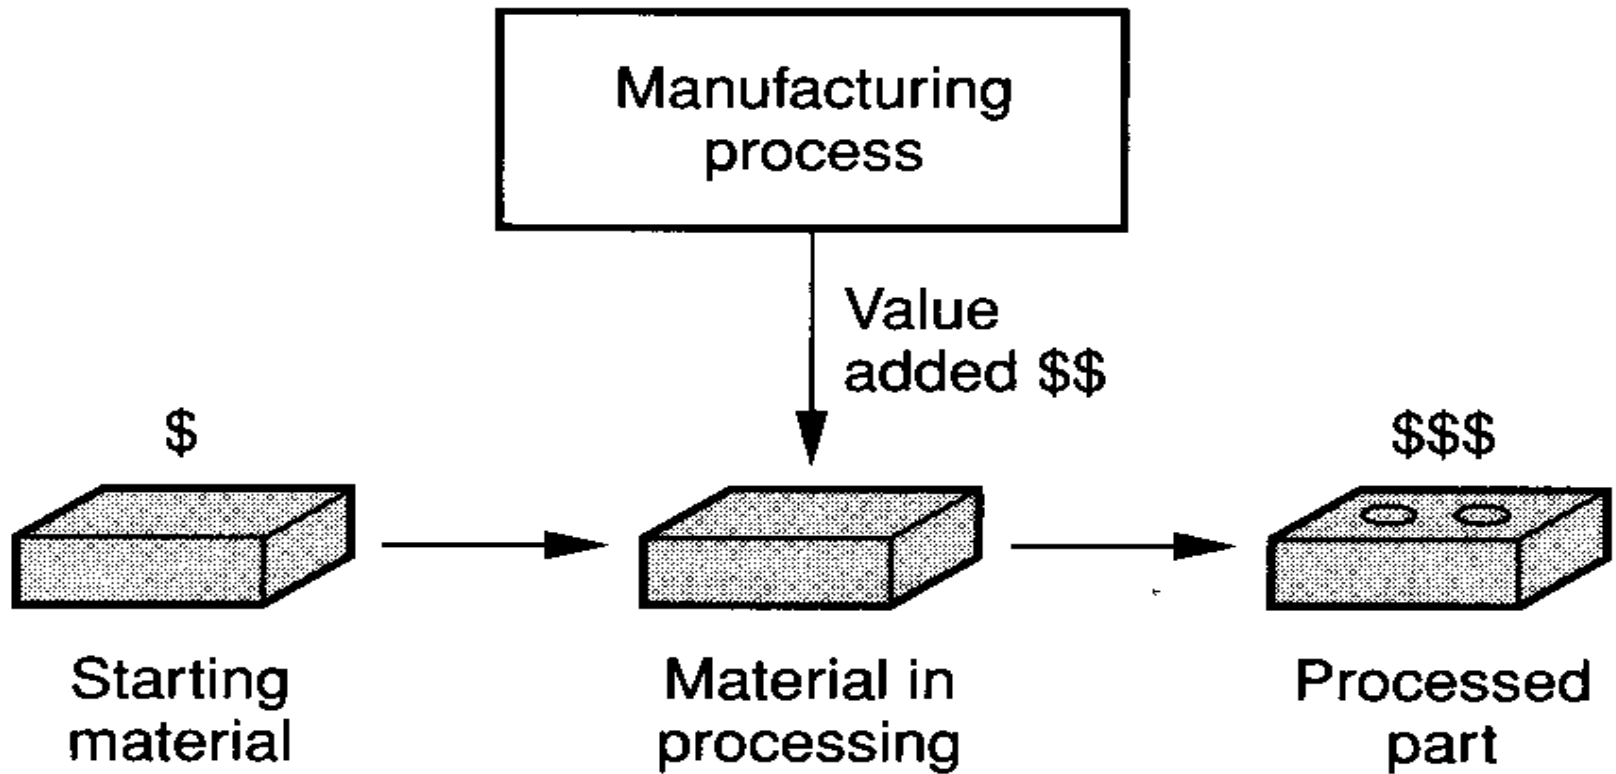 Manufacturing
process
Value
added $$
$
$$$
Starting
material
Material in
processing
Processed
part